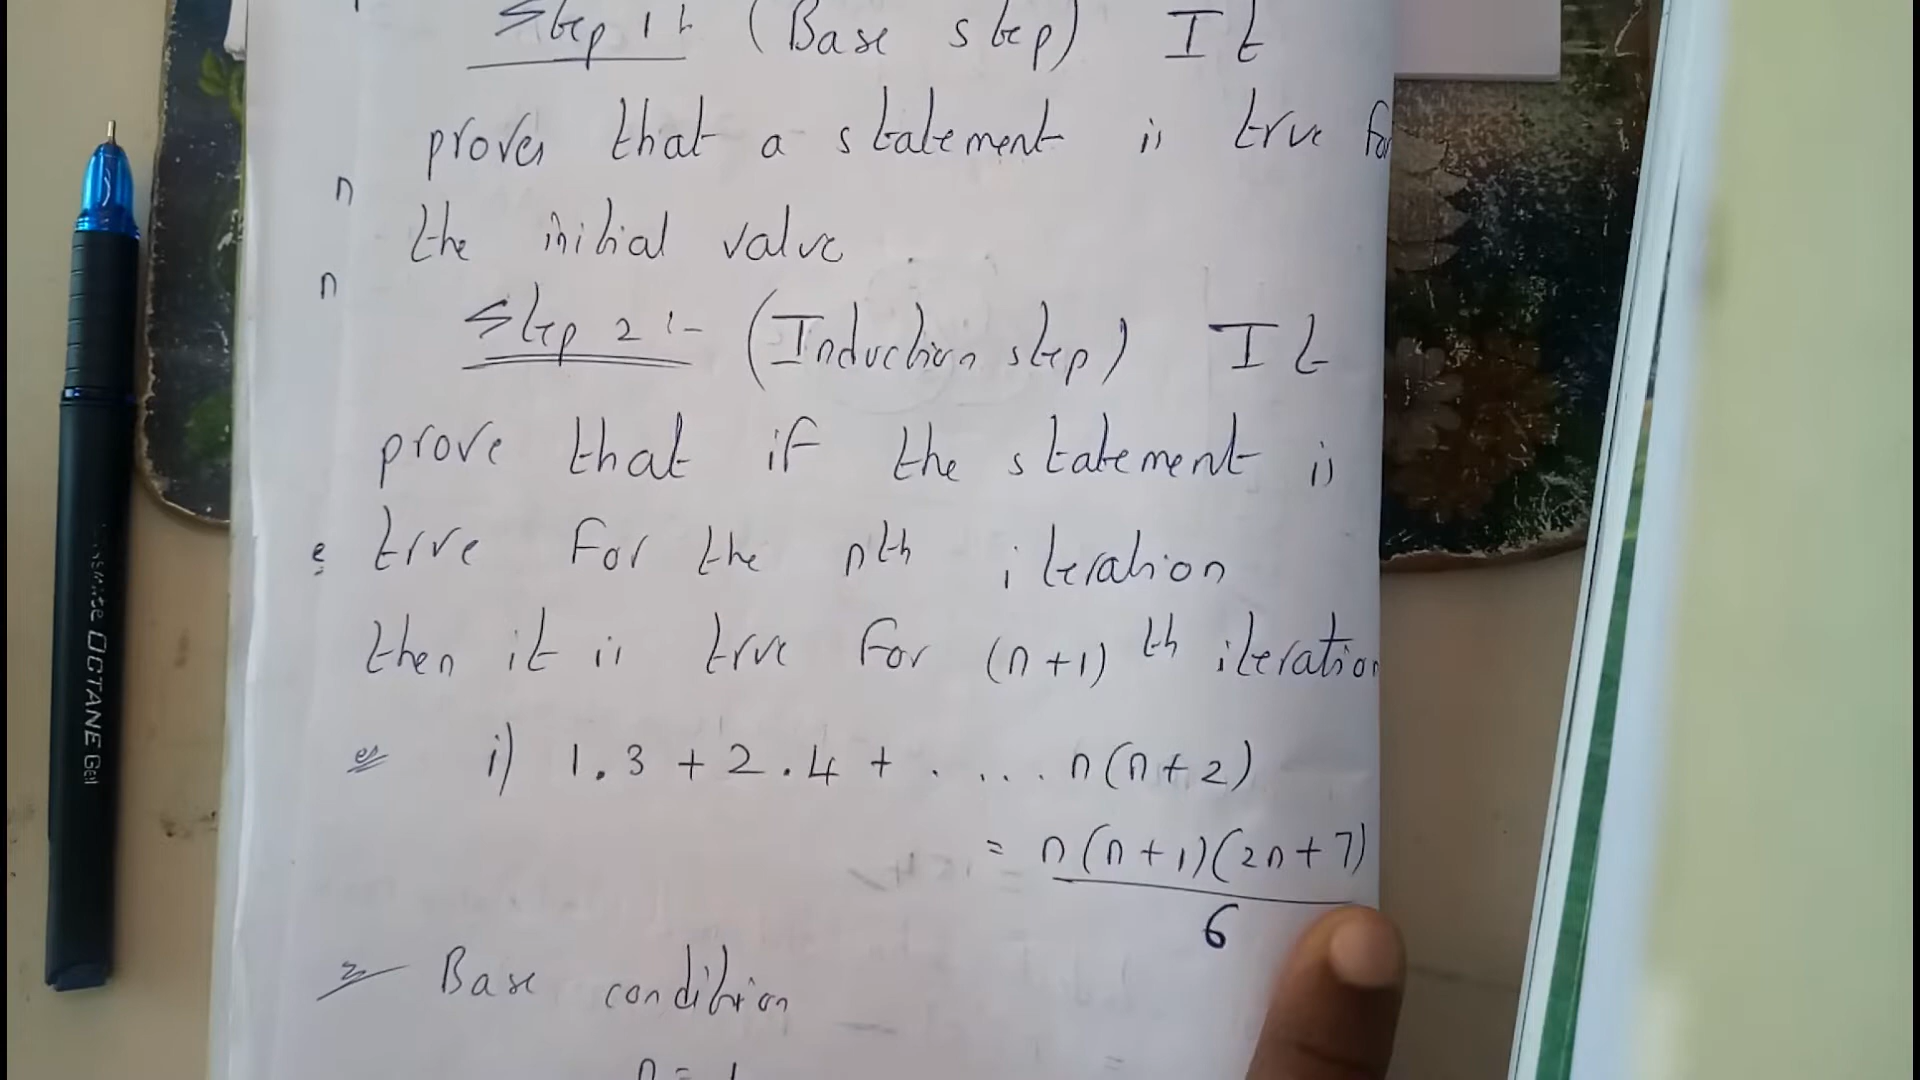 Step 1 :- (Base step) It
proves that a statement is true for
n
the initial value
n
Step 2 :- (Induction step) It
prove that if the statement is
e true for the nth iteration
then it is true for (n+1) th iteration
eg i) 1.3 + 2.4 + . ... n(n+2)
= n(n+1)(2n+7)
6
Base condition
n = 1
OCTANE Gel